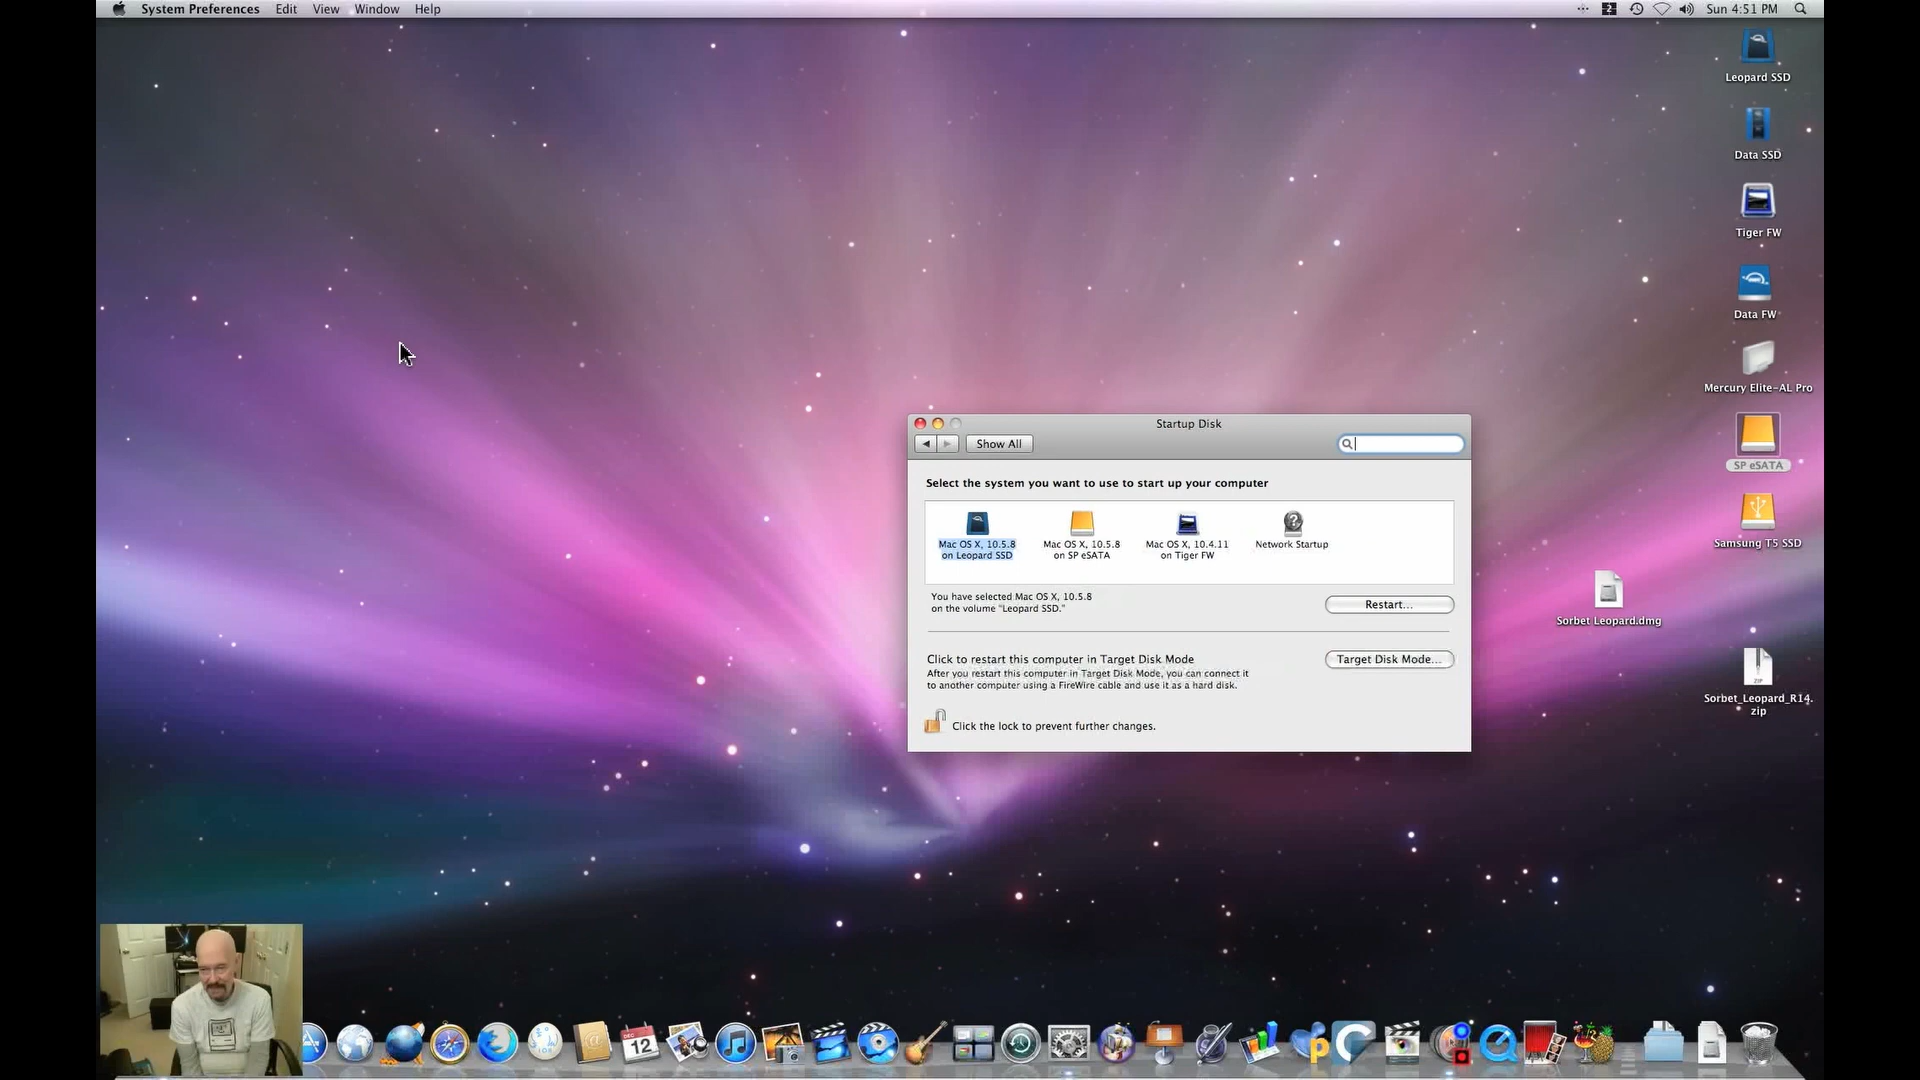 System Preferences Edit View Window Help
Sun 4:51 PM
Leopard SSD
Data SSD
Tiger FW
Data FW
Mercury Elite-AL Pro
SP eSATA
Samsung T5 SSD
Sorbet Leopard.dmg
ZIP
Sorbet_Leopard_R14.
zip
Startup Disk
Show All
Select the system you want to use to start up your computer
Mac OS X, 10.5.8
on Leopard SSD
Mac OS X, 10.5.8
on SP eSATA
Mac OS X, 10.4.11
on Tiger FW
Network Startup
You have selected Mac OS X, 10.5.8
on the volume "Leopard SSD."
Restart...
Click to restart this computer in Target Disk Mode
After you restart this computer in Target Disk Mode, you can connect it
to another computer using a FireWire cable and use it as a hard disk.
Target Disk Mode...
Click the lock to prevent further changes.
DEC
12